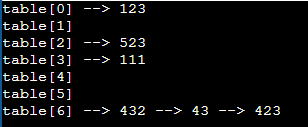 table[0] --> 123
table[1]
table[2] --> 523
table[3] --> 111
table[4]
table[5]
table[6] --> 432 --> 43 --> 423